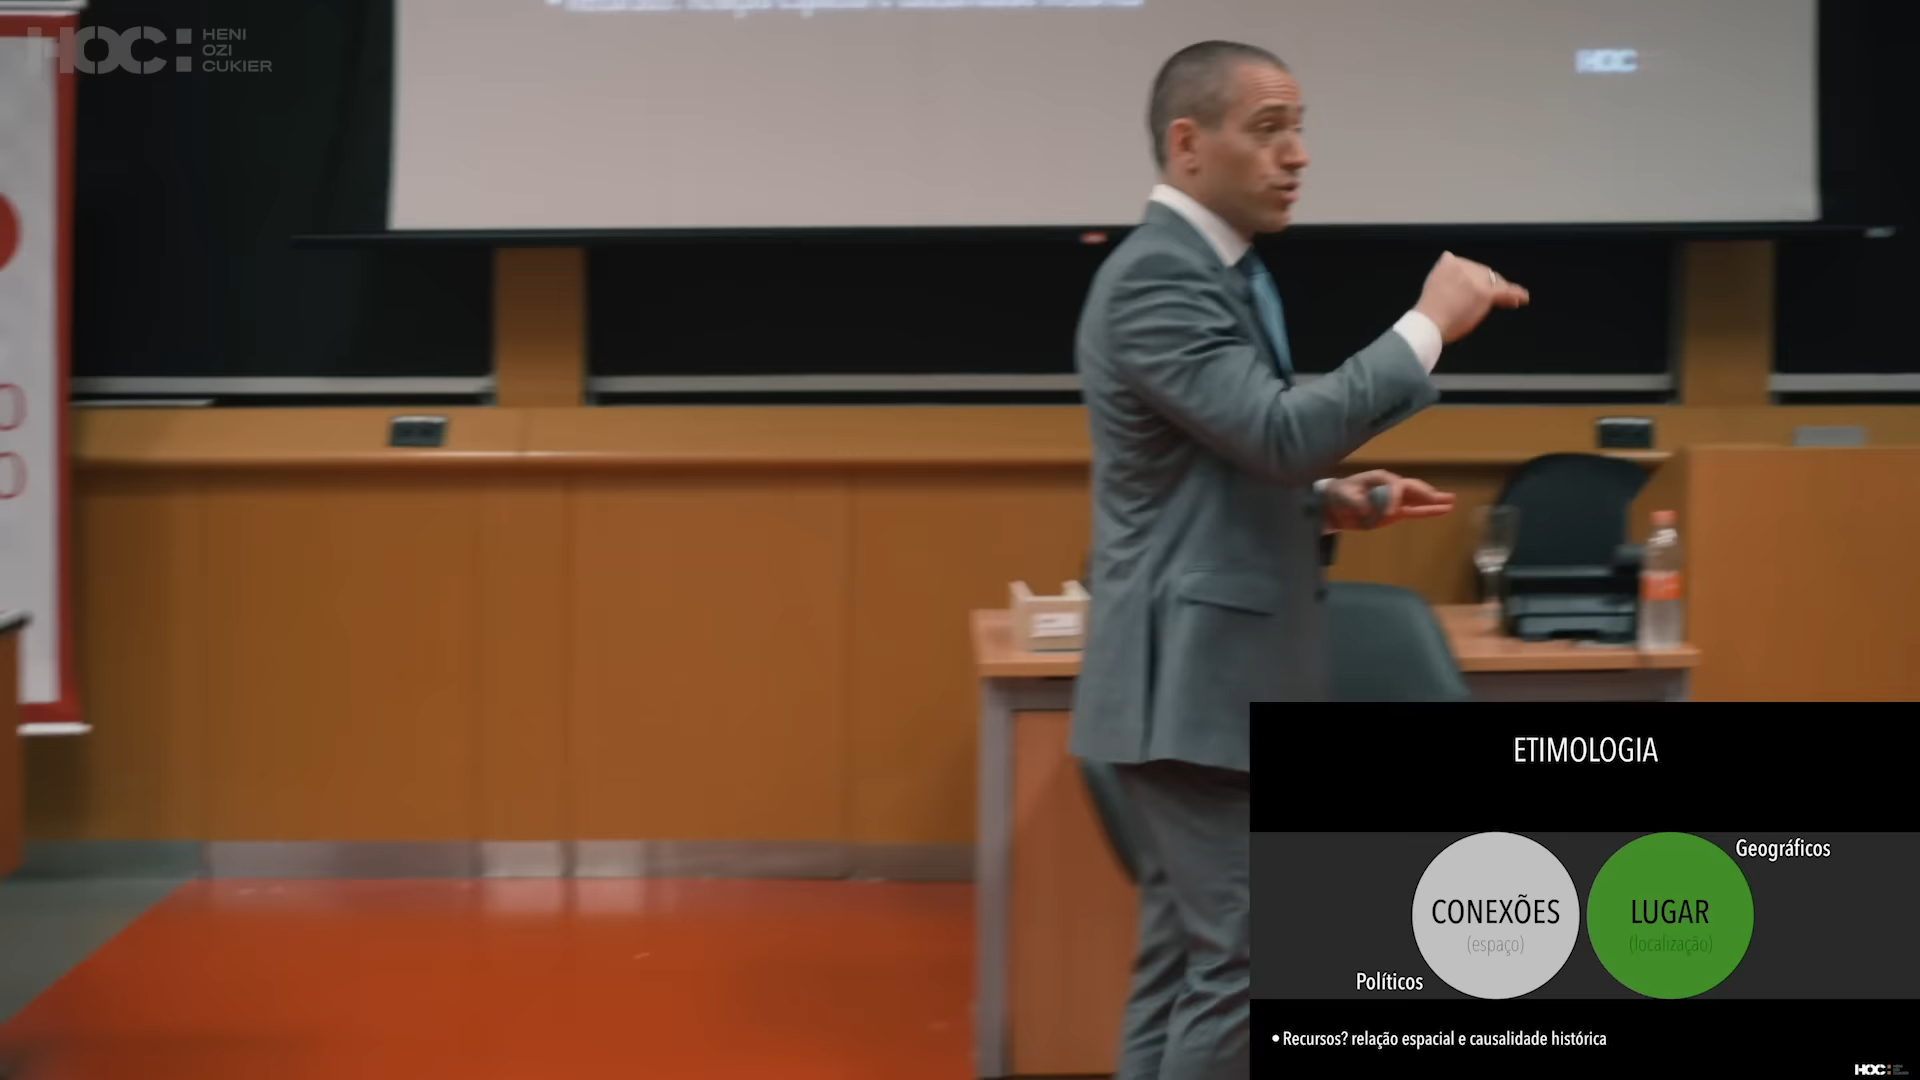 HOC:
HENI
OZI
CUKIER
HOC
ETIMOLOGIA
Geográficos
CONEXÕES
(espaço)
LUGAR
(localização)
Políticos
• Recursos? relação espacial e causalidade histórica
HOC: